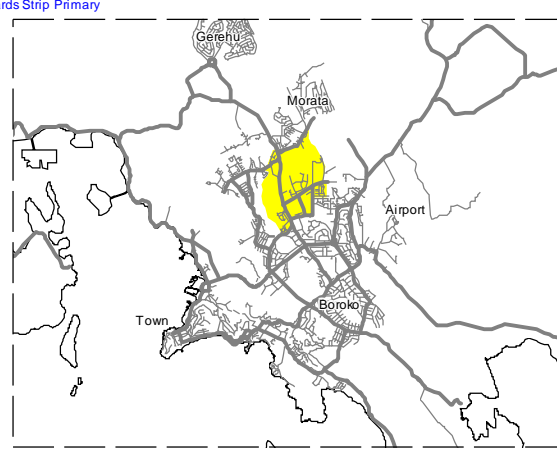 rds Strip Primary
Gerehu
Morata
Airport
Boroko
Town